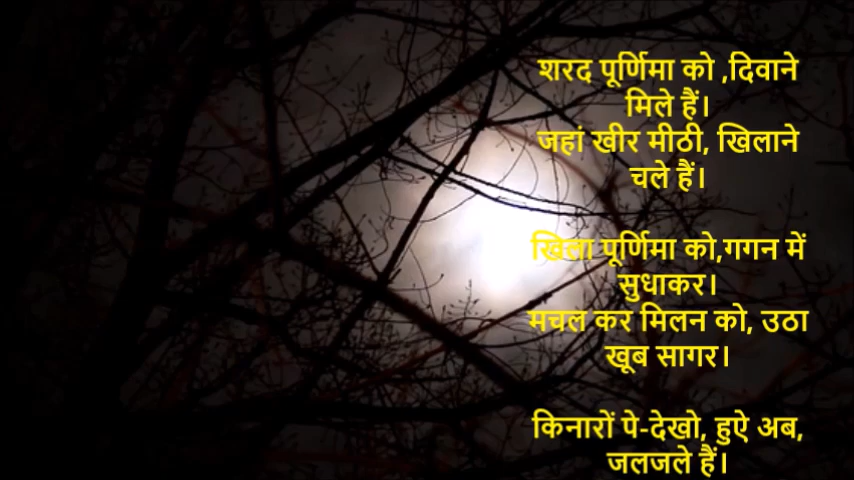 शरद पूर्णिमा को ,दिवाने
मिले हैं।
जहां खीर मीठी, खिलाने
चले हैं।
खिला पूर्णिमा को,गगन में
सुधाकर।
मचल कर मिलन को, उठा
खूब सागर।
किनारों पे-देखो, हुऐ अब,
जलजले हैं।